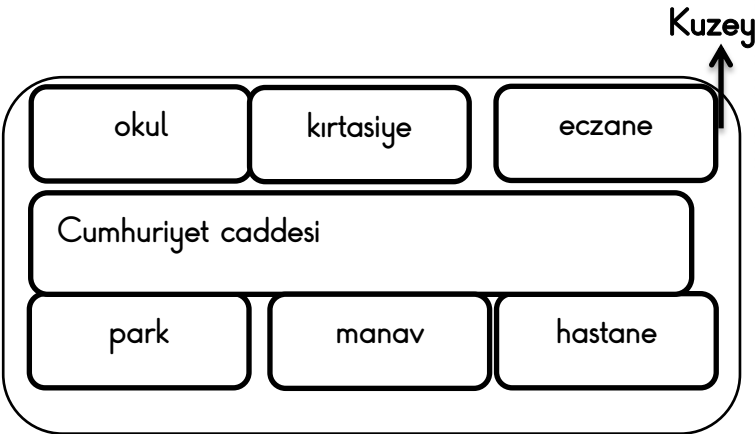 Kuzey
okul kırtasiye eczane
Cumhuriyet caddesi
park manav hastane